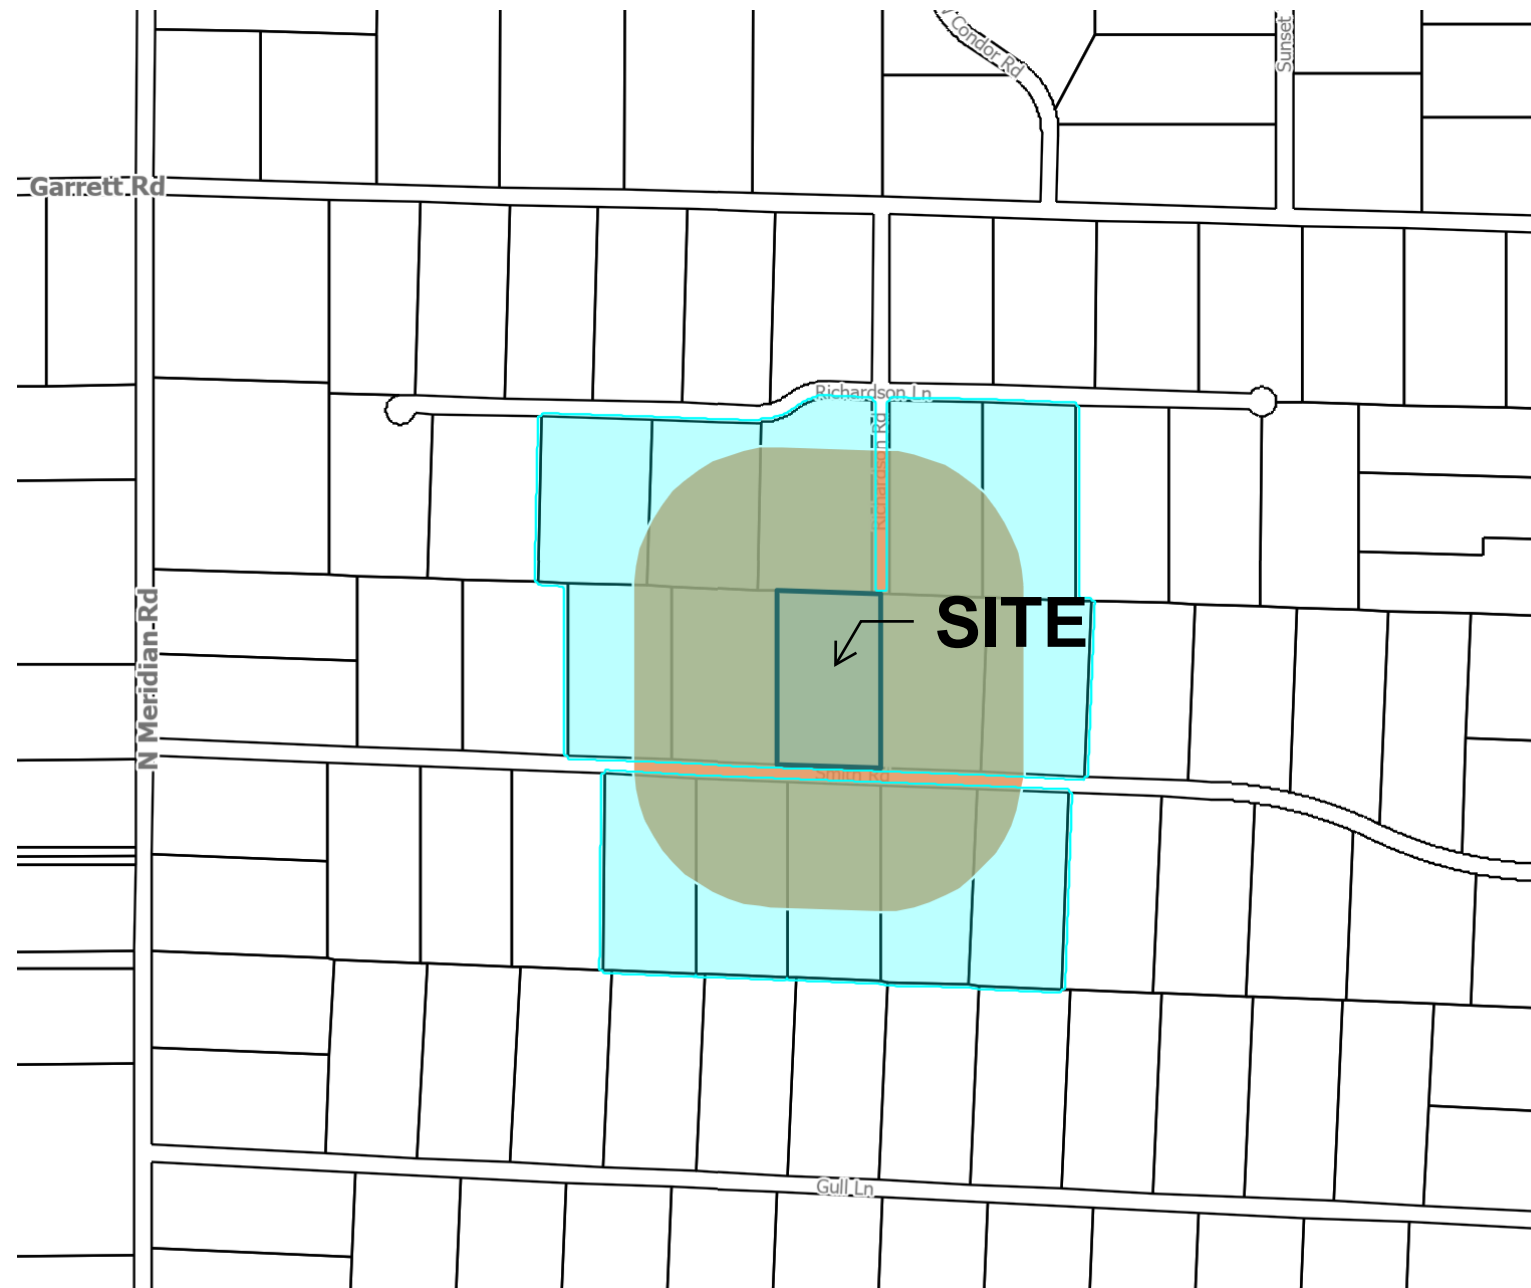 Condor Rd
Sunset
Garrett Rd
Richardson Ln
Richardson Rd
SITE
N Meridian Rd
Smith Rd
Gull Ln